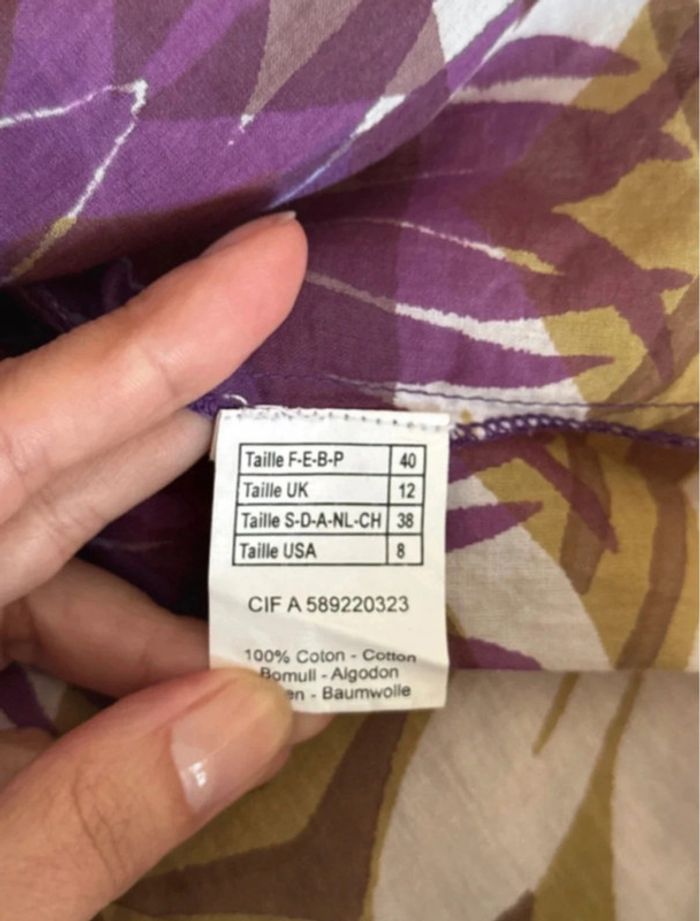 Taille F-E-B-P 40
Taille UK 12
Taille S-D-A-NL-CH 38
Taille USA 8
CIF A 589220323
100% Coton - Cotton
Bomull - Algodon
- Baumwolle